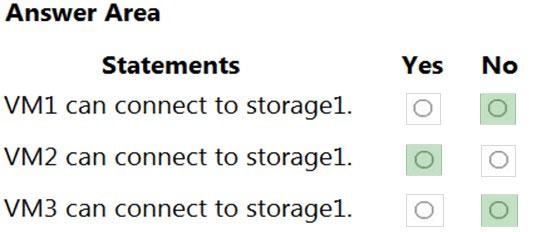 Answer Area
Statements Yes No
VM1 can connect to storage1.
VM2 can connect to storage1.
VM3 can connect to storage1.